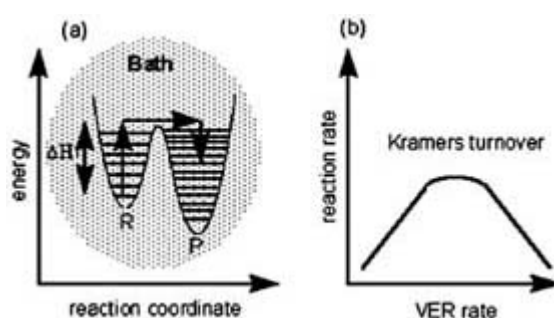 (a)
Bath
energy
ΔH
R
P
reaction coordinate
(b)
reaction rate
Kramers turnover
VER rate